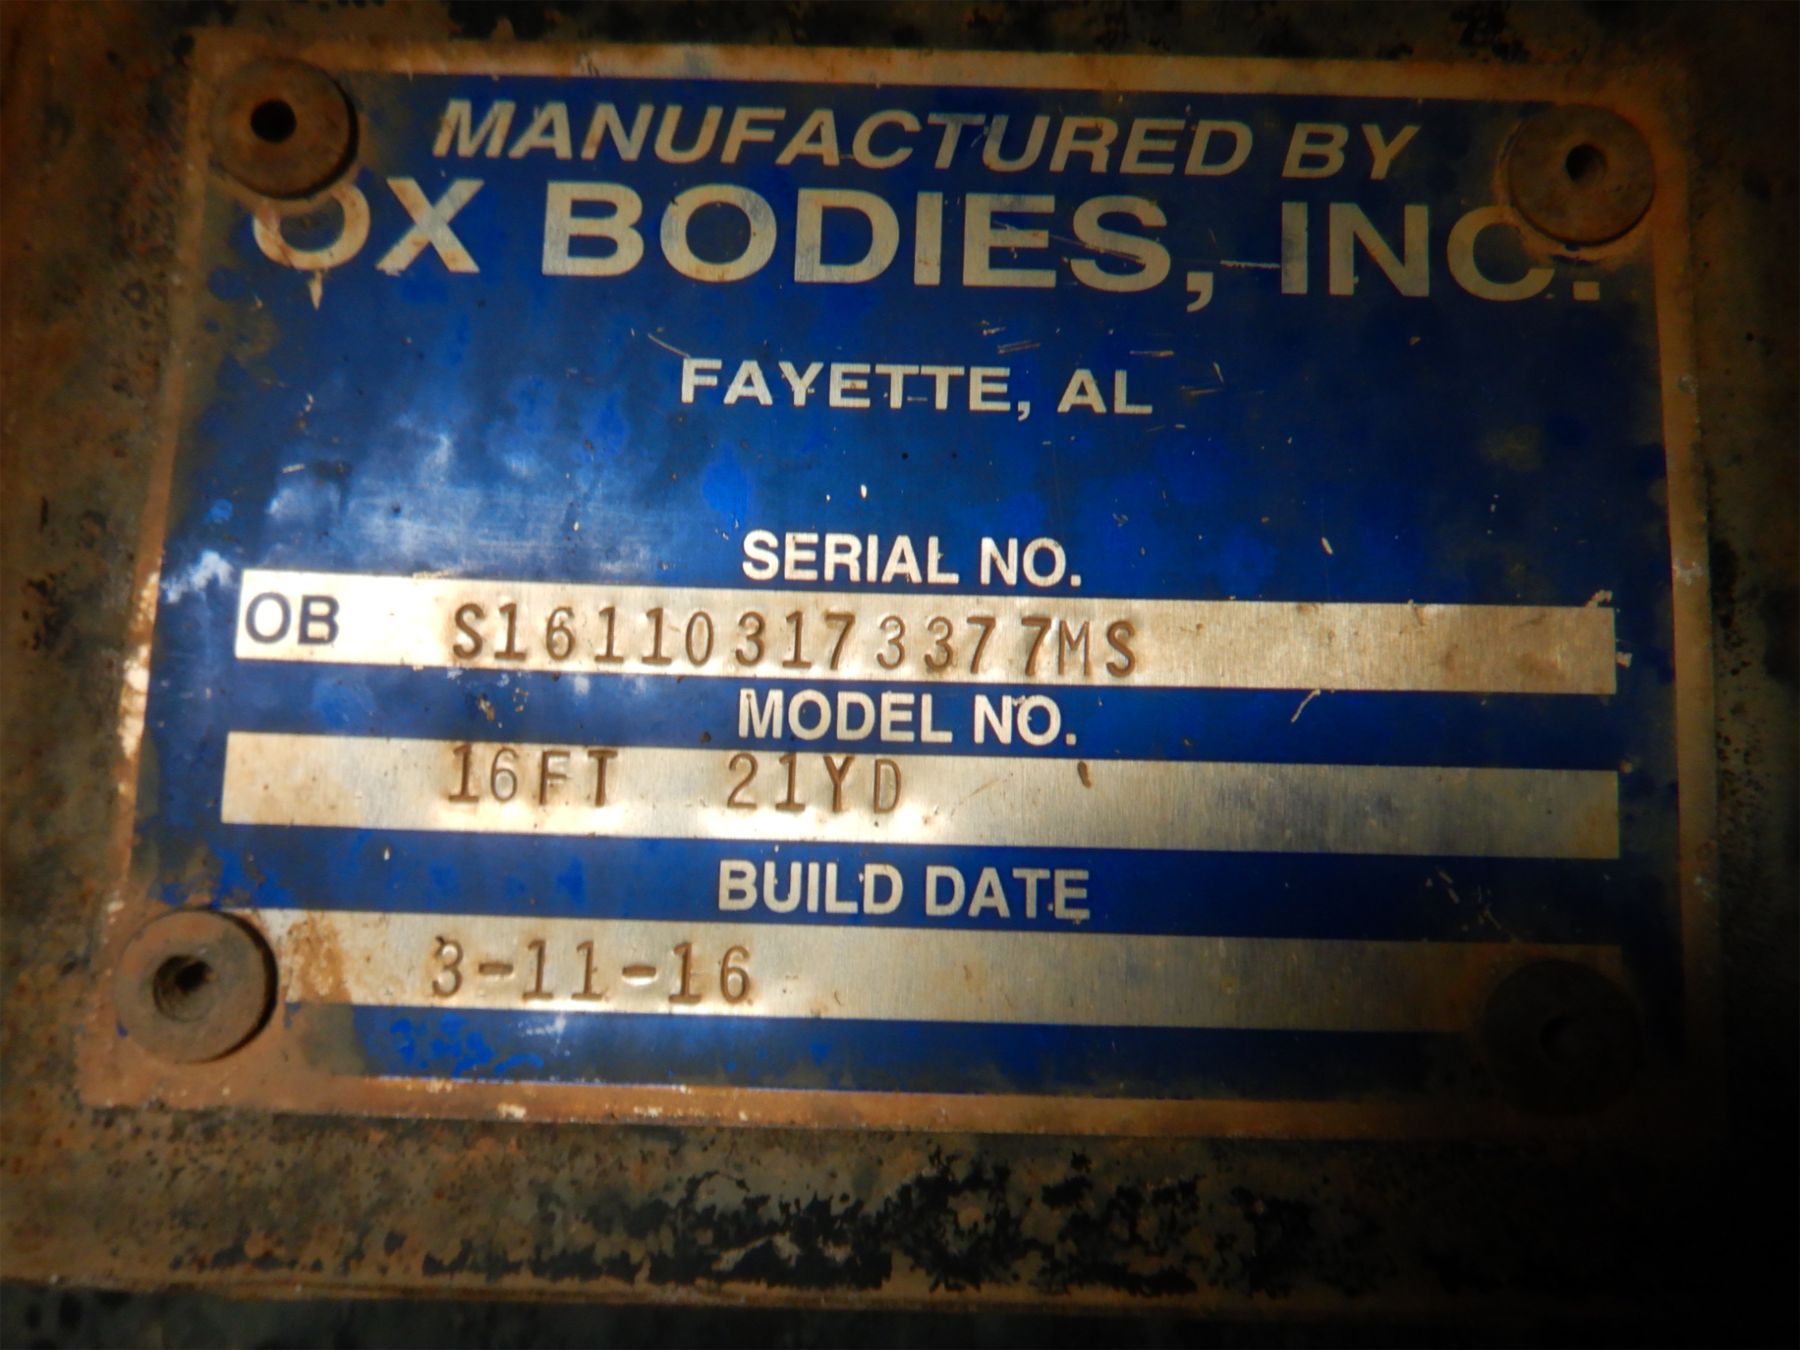 MANUFACTURED BY
OX BODIES, INC.
FAYETTE, AL
SERIAL NO.
OB S161103173377MS
MODEL NO.
16FT 21YD
BUILD DATE
3-11-16